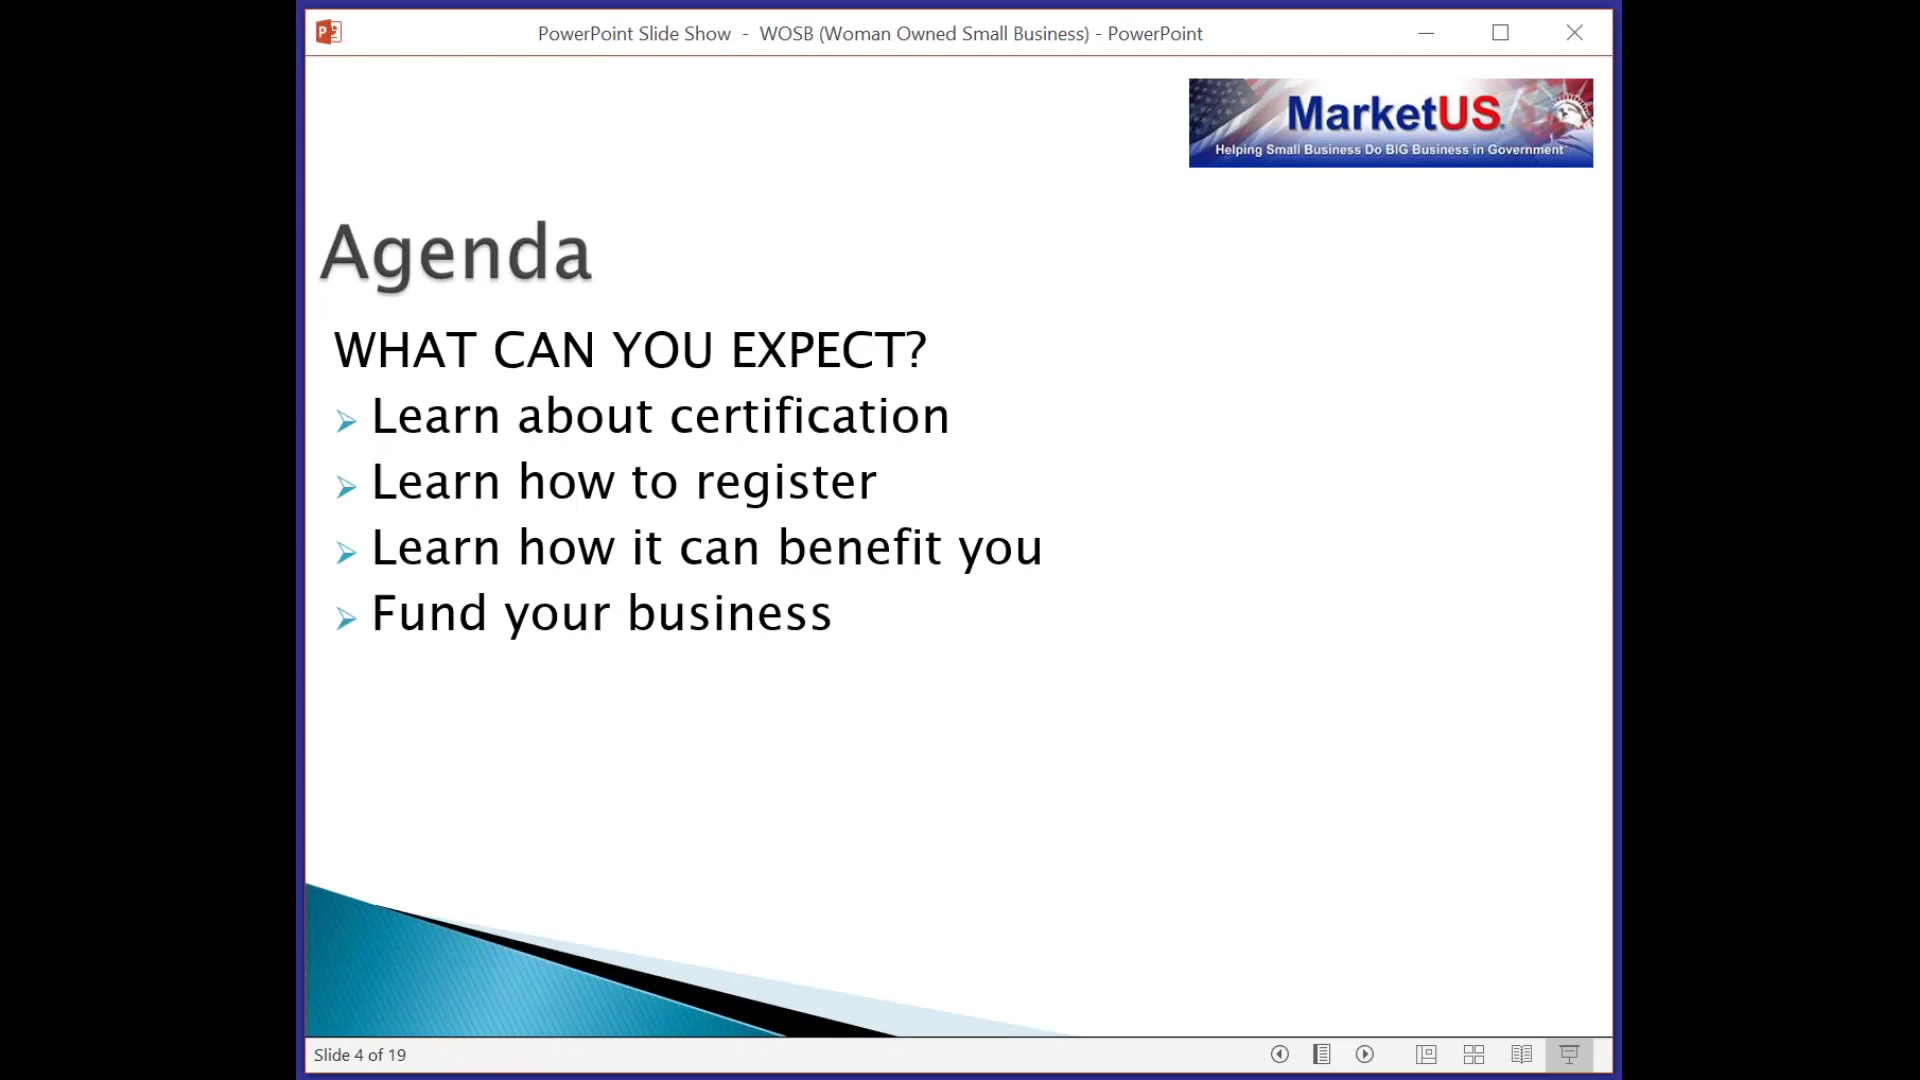 PowerPoint Slide Show - WOSB (Woman Owned Small Business) - PowerPoint
MarketUS
Helping Small Business Do BIG Business in Government
Agenda
WHAT CAN YOU EXPECT?
Learn about certification
Learn how to register
Learn how it can benefit you
Fund your business
Slide 4 of 19